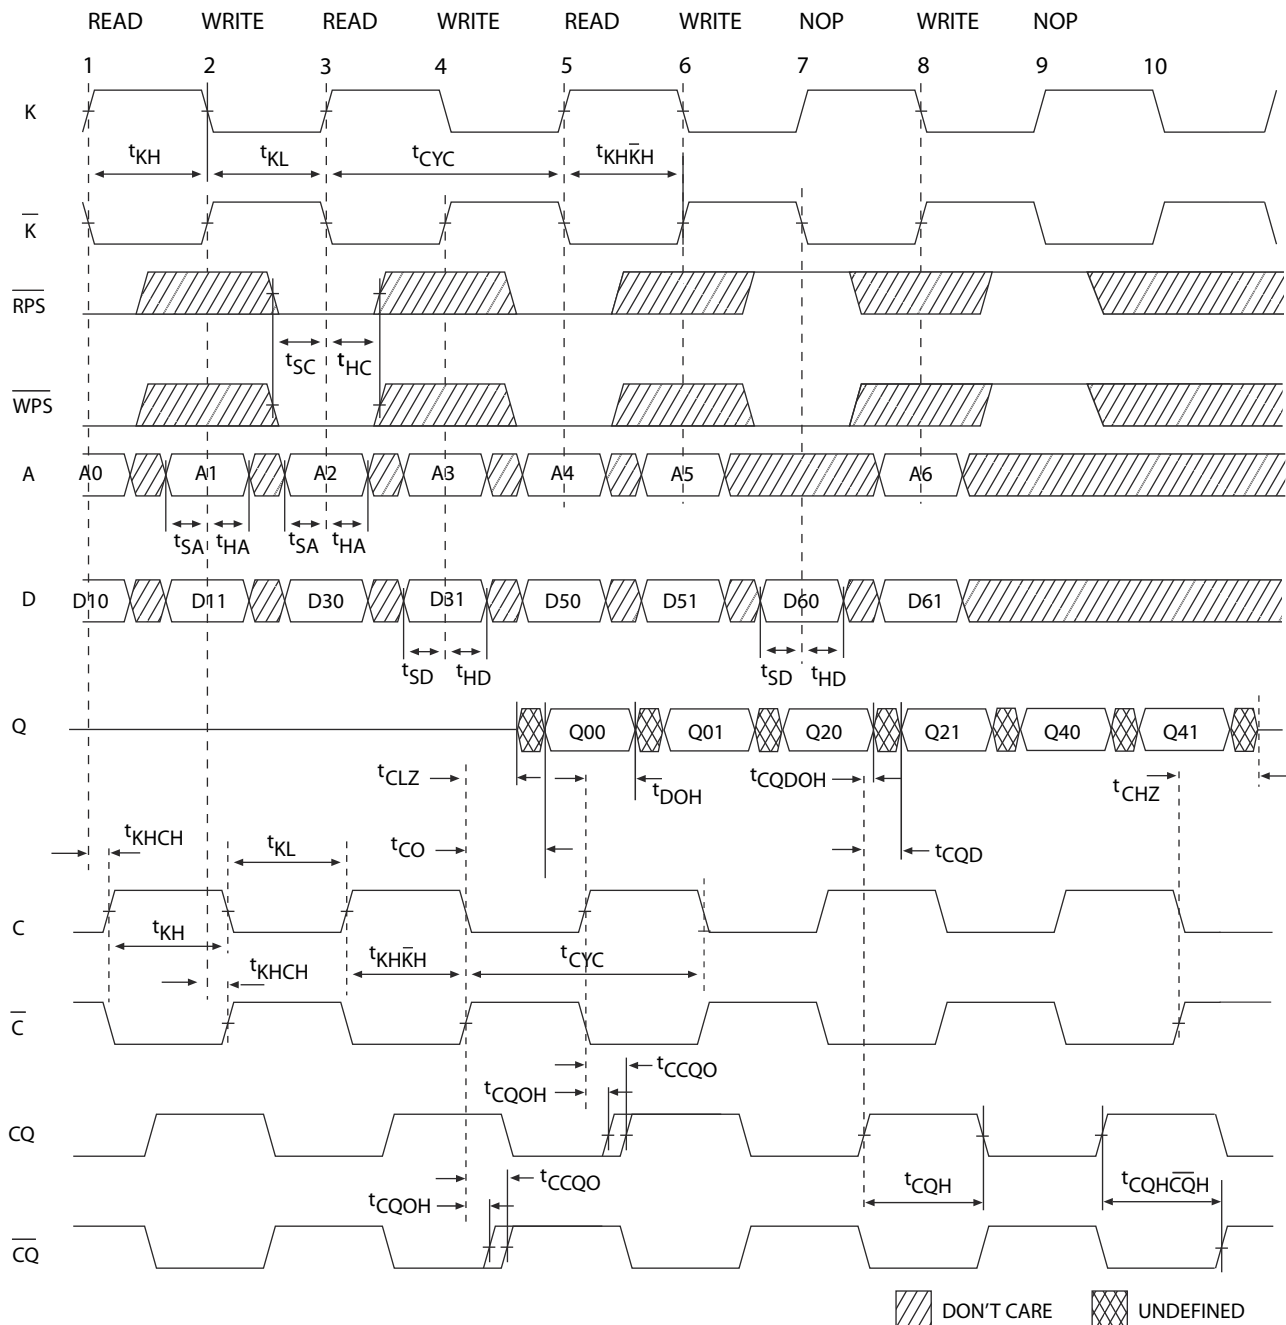 READ WRITE READ WRITE READ WRITE NOP WRITE NOP
1 2 3 4 5 6 7 8 9 10
K
tKH tKL tCYC tKHK̅H
K̅
R̅P̅S̅
tSC tHC
W̅P̅S̅
A A0 A1 A2 A3 A4 A5 A6
tSA tHA tSA tHA
D D10 D11 D30 D31 D50 D51 D60 D61
tSD tHD tSD tHD
Q Q00 Q01 Q20 Q21 Q40 Q41
tCLZ tDOH tCQDOH tCHZ
tKHCH tKL tCO tCQD
C
tKH tKHK̅H tCYC
tKHCH
C̅
tCCQO
tCQOH
CQ
tCCQO tCQH tCQHC̅Q̅H
tCQOH
C̅Q̅
DON'T CARE UNDEFINED